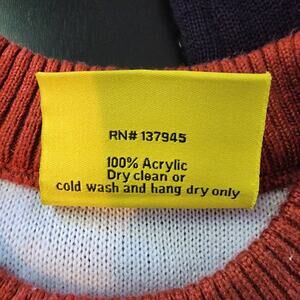 RN# 137945
100% Acrylic
Dry clean or
cold wash and hang dry only